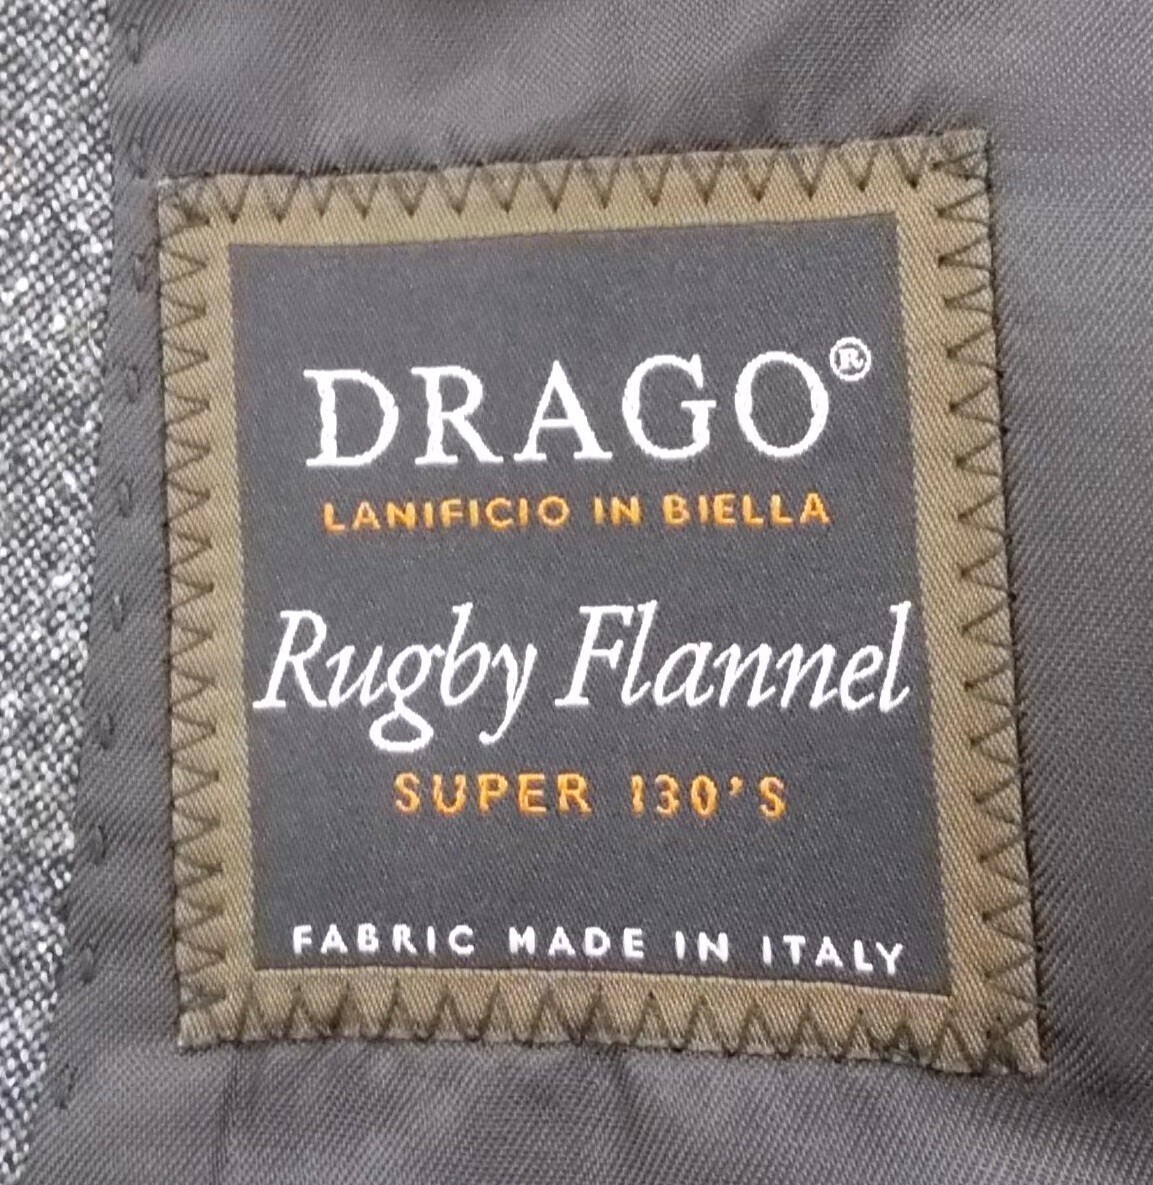 DRAGO®
LANIFICIO IN BIELLA
Rugby Flannel
SUPER 130'S
FABRIC MADE IN ITALY